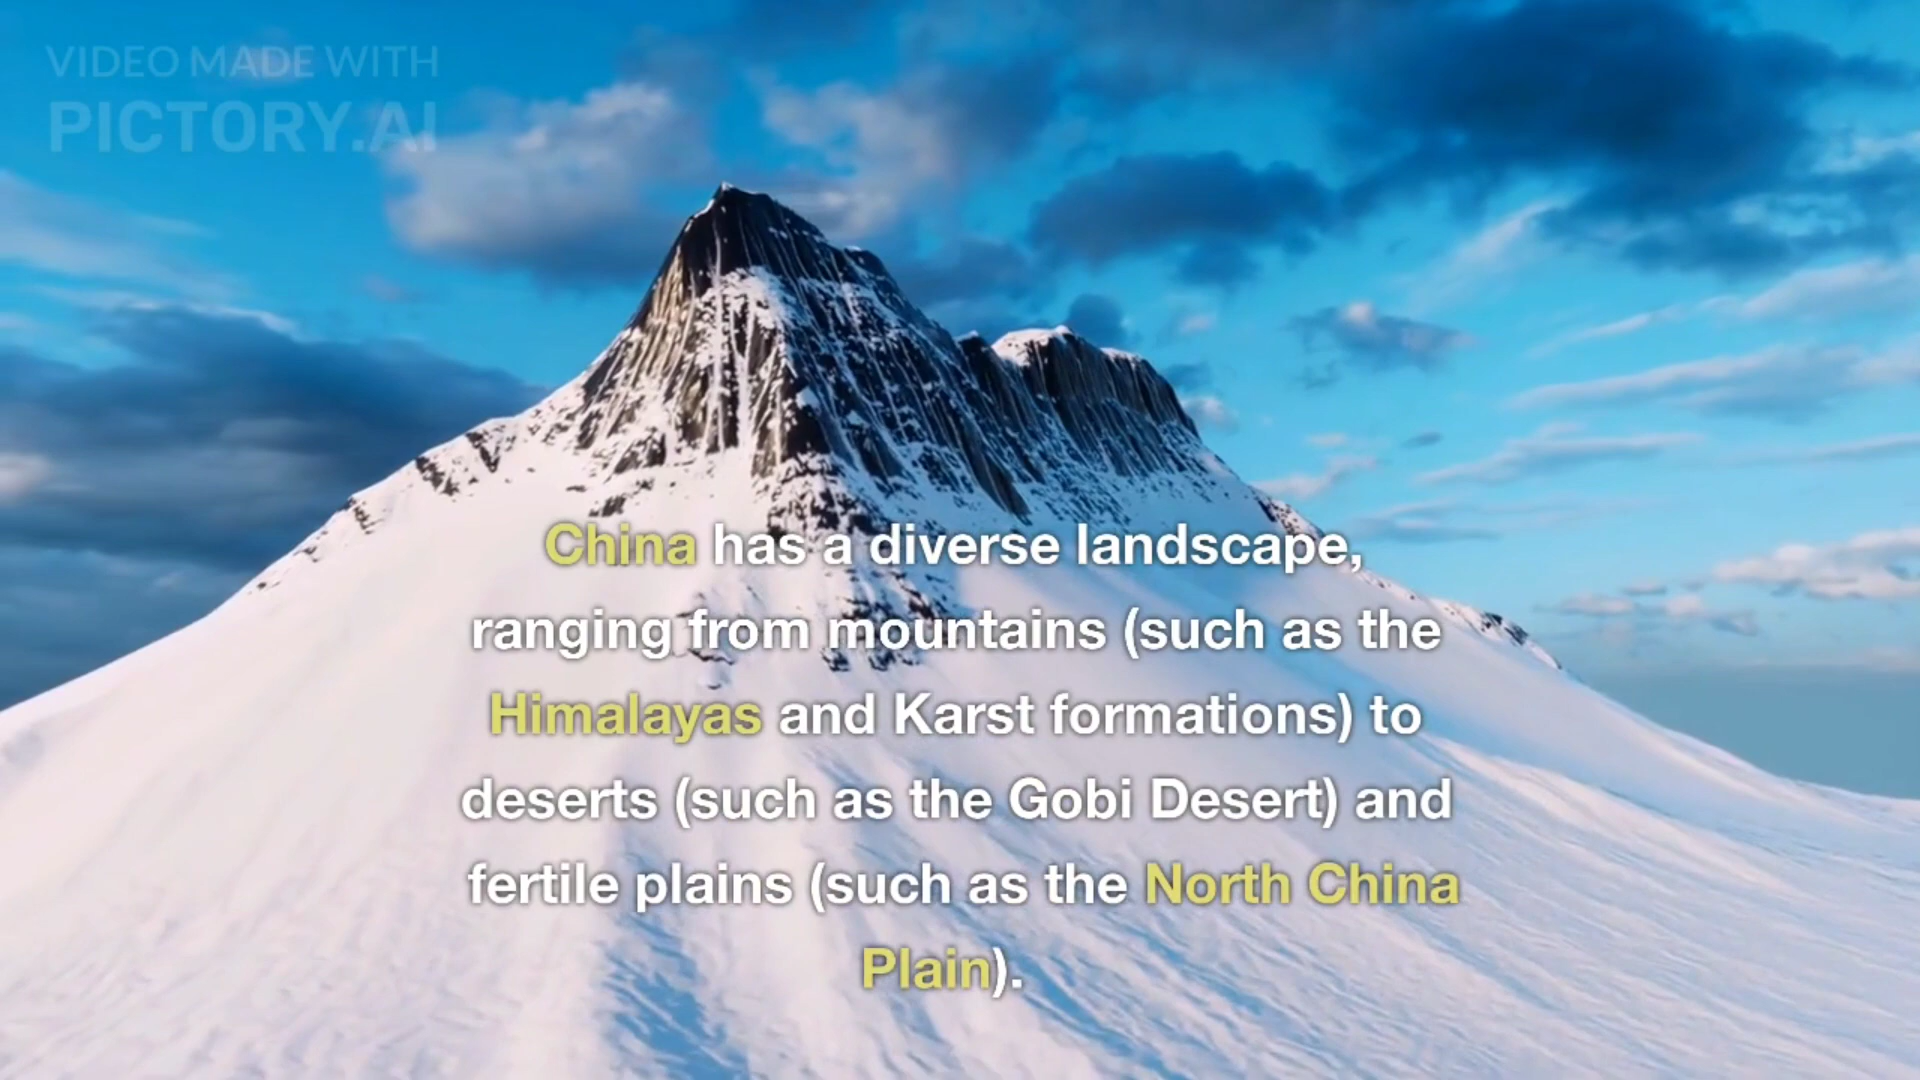 VIDEO MADE WITH
PICTORY.AI
China has a diverse landscape,
ranging from mountains (such as the
Himalayas and Karst formations) to
deserts (such as the Gobi Desert) and
fertile plains (such as the North China
Plain).